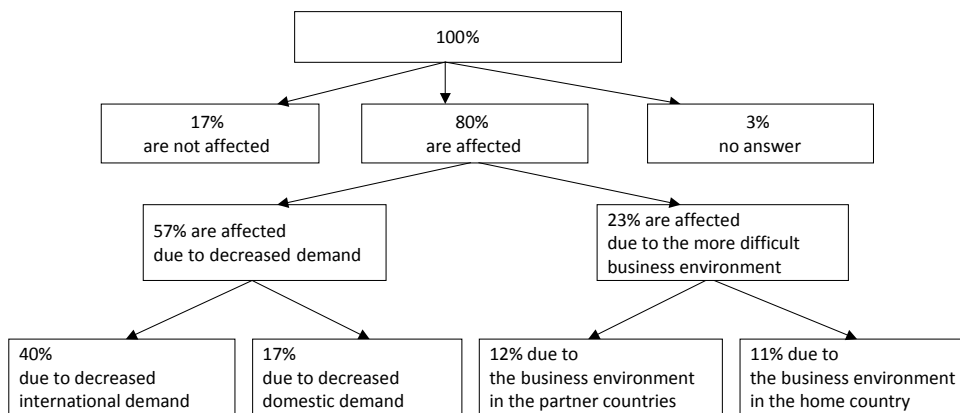 100%
17%
are not affected
80%
are affected
3%
no answer
57% are affected
due to decreased demand
23% are affected
due to the more difficult
business environment
40%
due to decreased
international demand
17%
due to decreased
domestic demand
12% due to
the business environment
in the partner countries
11% due to
the business environment
in the home country